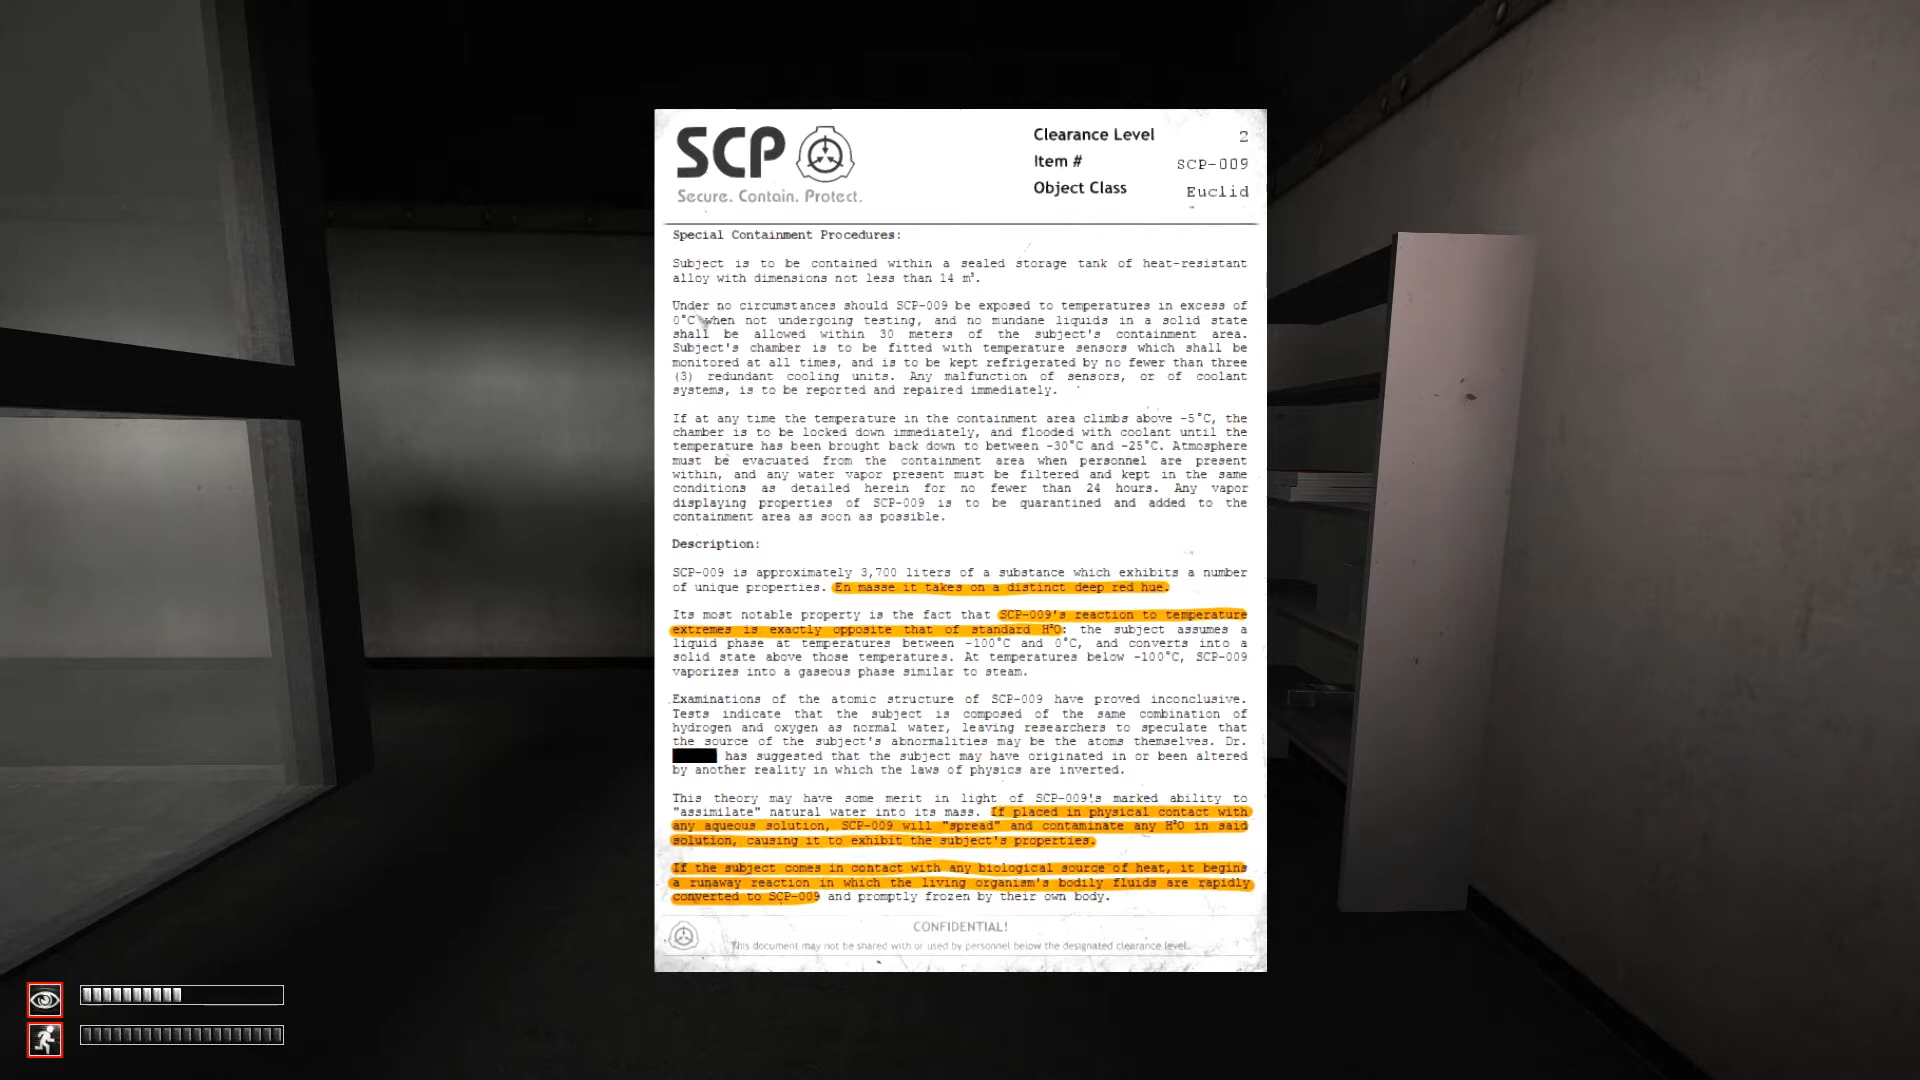 SCP
Secure. Contain. Protect.
Clearance Level 2
Item # SCP-009
Object Class Euclid
Special Containment Procedures:
Subject is to be contained within a sealed storage tank of heat-resistant
alloy with dimensions not less than 14 m³.
Under no circumstances should SCP-009 be exposed to temperatures in excess of
0°C when not undergoing testing, and no mundane liquids in a solid state
shall be allowed within 30 meters of the subject's containment area.
Subject's chamber is to be fitted with temperature sensors which shall be
monitored at all times, and is to be kept refrigerated by no fewer than three
(3) redundant cooling units. Any malfunction of sensors, or of coolant
systems, is to be reported and repaired immediately.
If at any time the temperature in the containment area climbs above -5°C, the
chamber is to be locked down immediately, and flooded with coolant until the
temperature has been brought back down to between -30°C and -25°C. Atmosphere
must be evacuated from the containment area when personnel are present
within, and any water vapor present must be filtered and kept in the same
conditions as detailed herein for no fewer than 24 hours. Any vapor
displaying properties of SCP-009 is to be quarantined and added to the
containment area as soon as possible.
Description:
SCP-009 is approximately 3,700 liters of a substance which exhibits a number
of unique properties. En masse it takes on a distinct deep red hue.
Its most notable property is the fact that SCP-009's reaction to temperature
extremes is exactly opposite that of standard H²O: the subject assumes a
liquid phase at temperatures between -100°C and 0°C, and converts into a
solid state above those temperatures. At temperatures below -100°C, SCP-009
vaporizes into a gaseous phase similar to steam.
Examinations of the atomic structure of SCP-009 have proved inconclusive.
Tests indicate that the subject is composed of the same combination of
hydrogen and oxygen as normal water, leaving researchers to speculate that
the source of the subject's abnormalities may be the atoms themselves. Dr.
has suggested that the subject may have originated in or been altered
by another reality in which the laws of physics are inverted.
This theory may have some merit in light of SCP-009's marked ability to
"assimilate" natural water into its mass. If placed in physical contact with
any aqueous solution, SCP-009 will "spread" and contaminate any H²O in said
solution, causing it to exhibit the subject's properties.
If the subject comes in contact with any biological source of heat, it begins
a runaway reaction in which the living organism's bodily fluids are rapidly
converted to SCP-009 and promptly frozen by their own body.
CONFIDENTIAL!
This document may not be shared with or used by personnel below the designated clearance level.